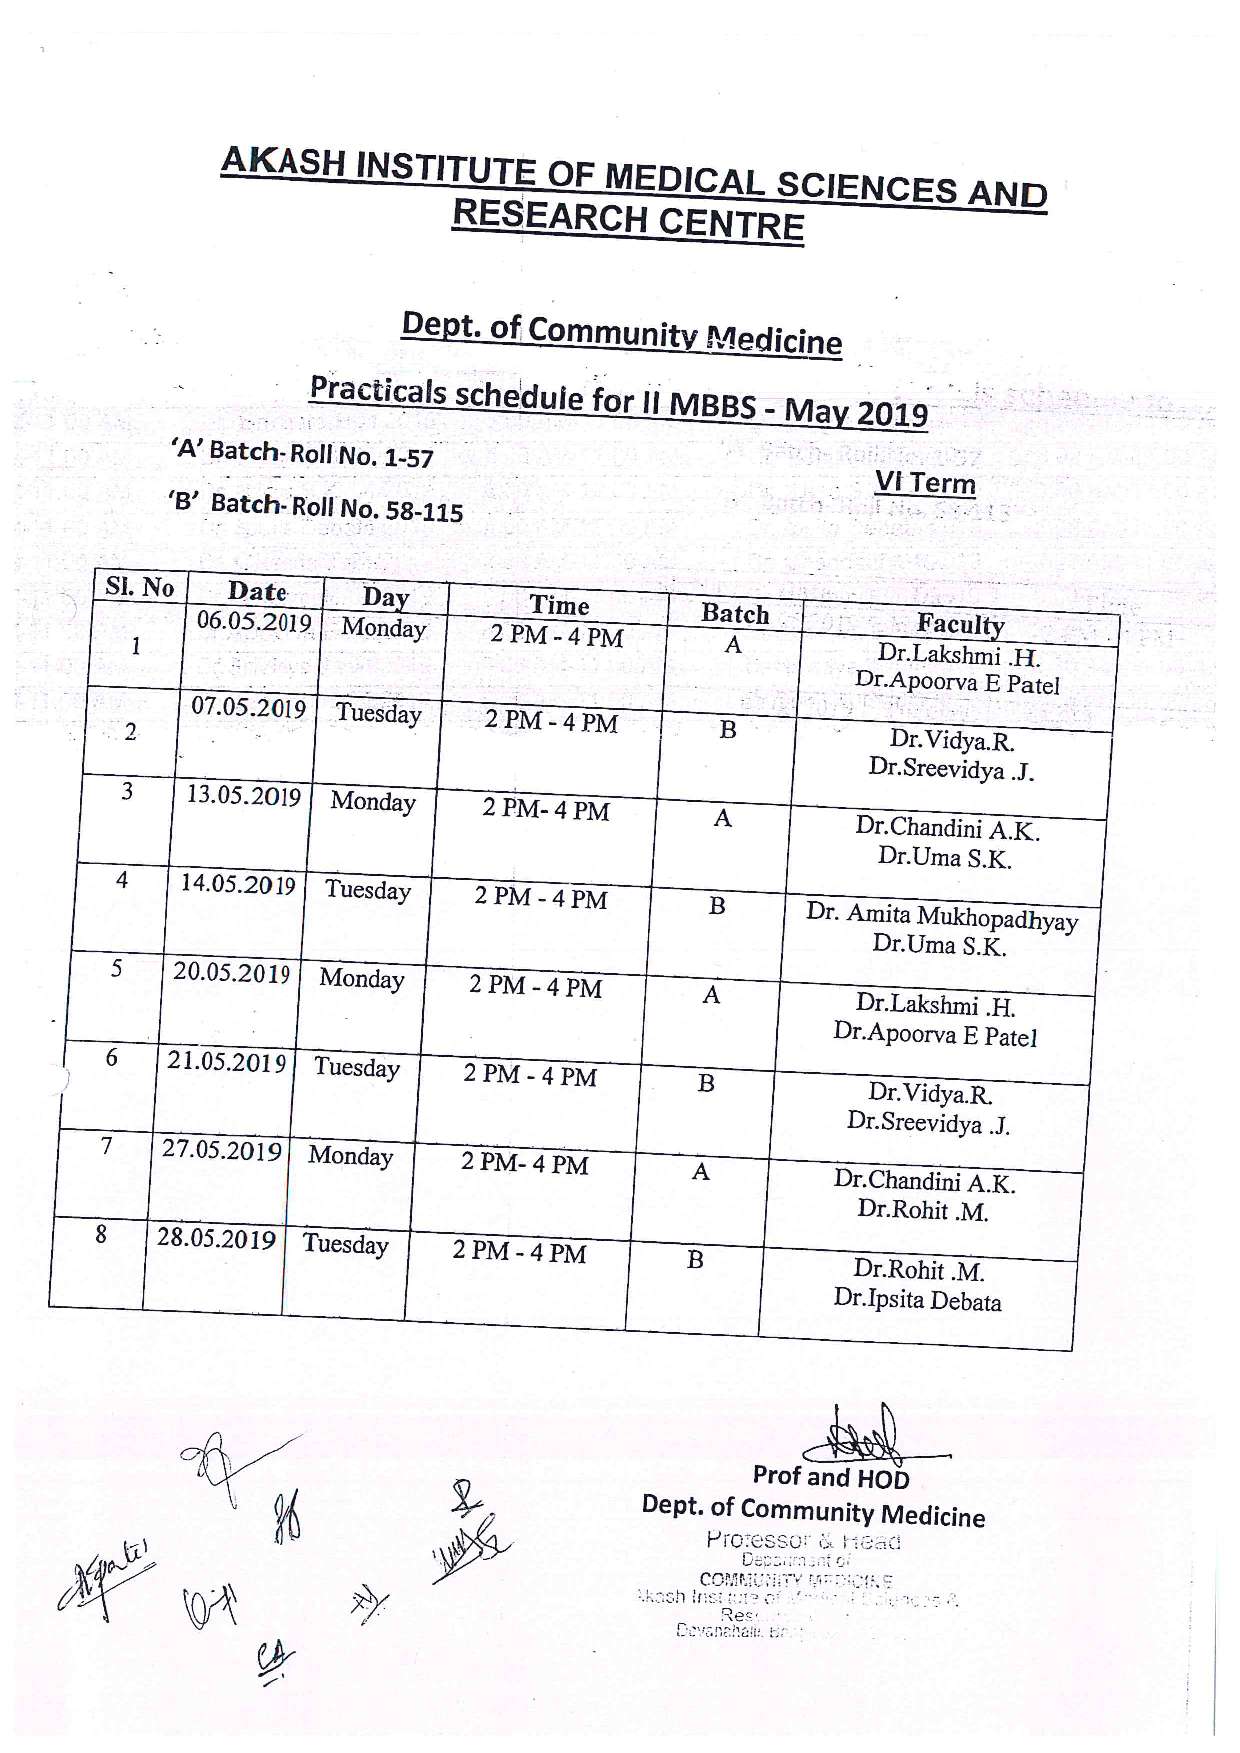 AKASH INSTITUTE OF MEDICAL SCIENCES AND
RESEARCH CENTRE
Dept. of Community Medicine
Practicals schedule for II MBBS - May 2019
'A' Batch- Roll No. 1-57
VI Term
'B' Batch- Roll No. 58-115
Sl. No Date Day Time Batch Faculty
1 06.05.2019 Monday 2 PM - 4 PM A Dr.Lakshmi .H.
Dr.Apoorva E Patel
2 07.05.2019 Tuesday 2 PM - 4 PM B Dr.Vidya.R.
Dr.Sreevidya .J.
3 13.05.2019 Monday 2 PM- 4 PM A Dr.Chandini A.K.
Dr.Uma S.K.
4 14.05.2019 Tuesday 2 PM - 4 PM B Dr. Amita Mukhopadhyay
Dr.Uma S.K.
5 20.05.2019 Monday 2 PM - 4 PM A Dr.Lakshmi .H.
Dr.Apoorva E Patel
6 21.05.2019 Tuesday 2 PM - 4 PM B Dr.Vidya.R.
Dr.Sreevidya .J.
7 27.05.2019 Monday 2 PM- 4 PM A Dr.Chandini A.K.
Dr.Rohit .M.
8 28.05.2019 Tuesday 2 PM - 4 PM B Dr.Rohit .M.
Dr.Ipsita Debata
Prof and HOD
Dept. of Community Medicine
Professor & Head
Department of
COMMUNITY MEDICINE
Akash Institute of Medical Sciences &